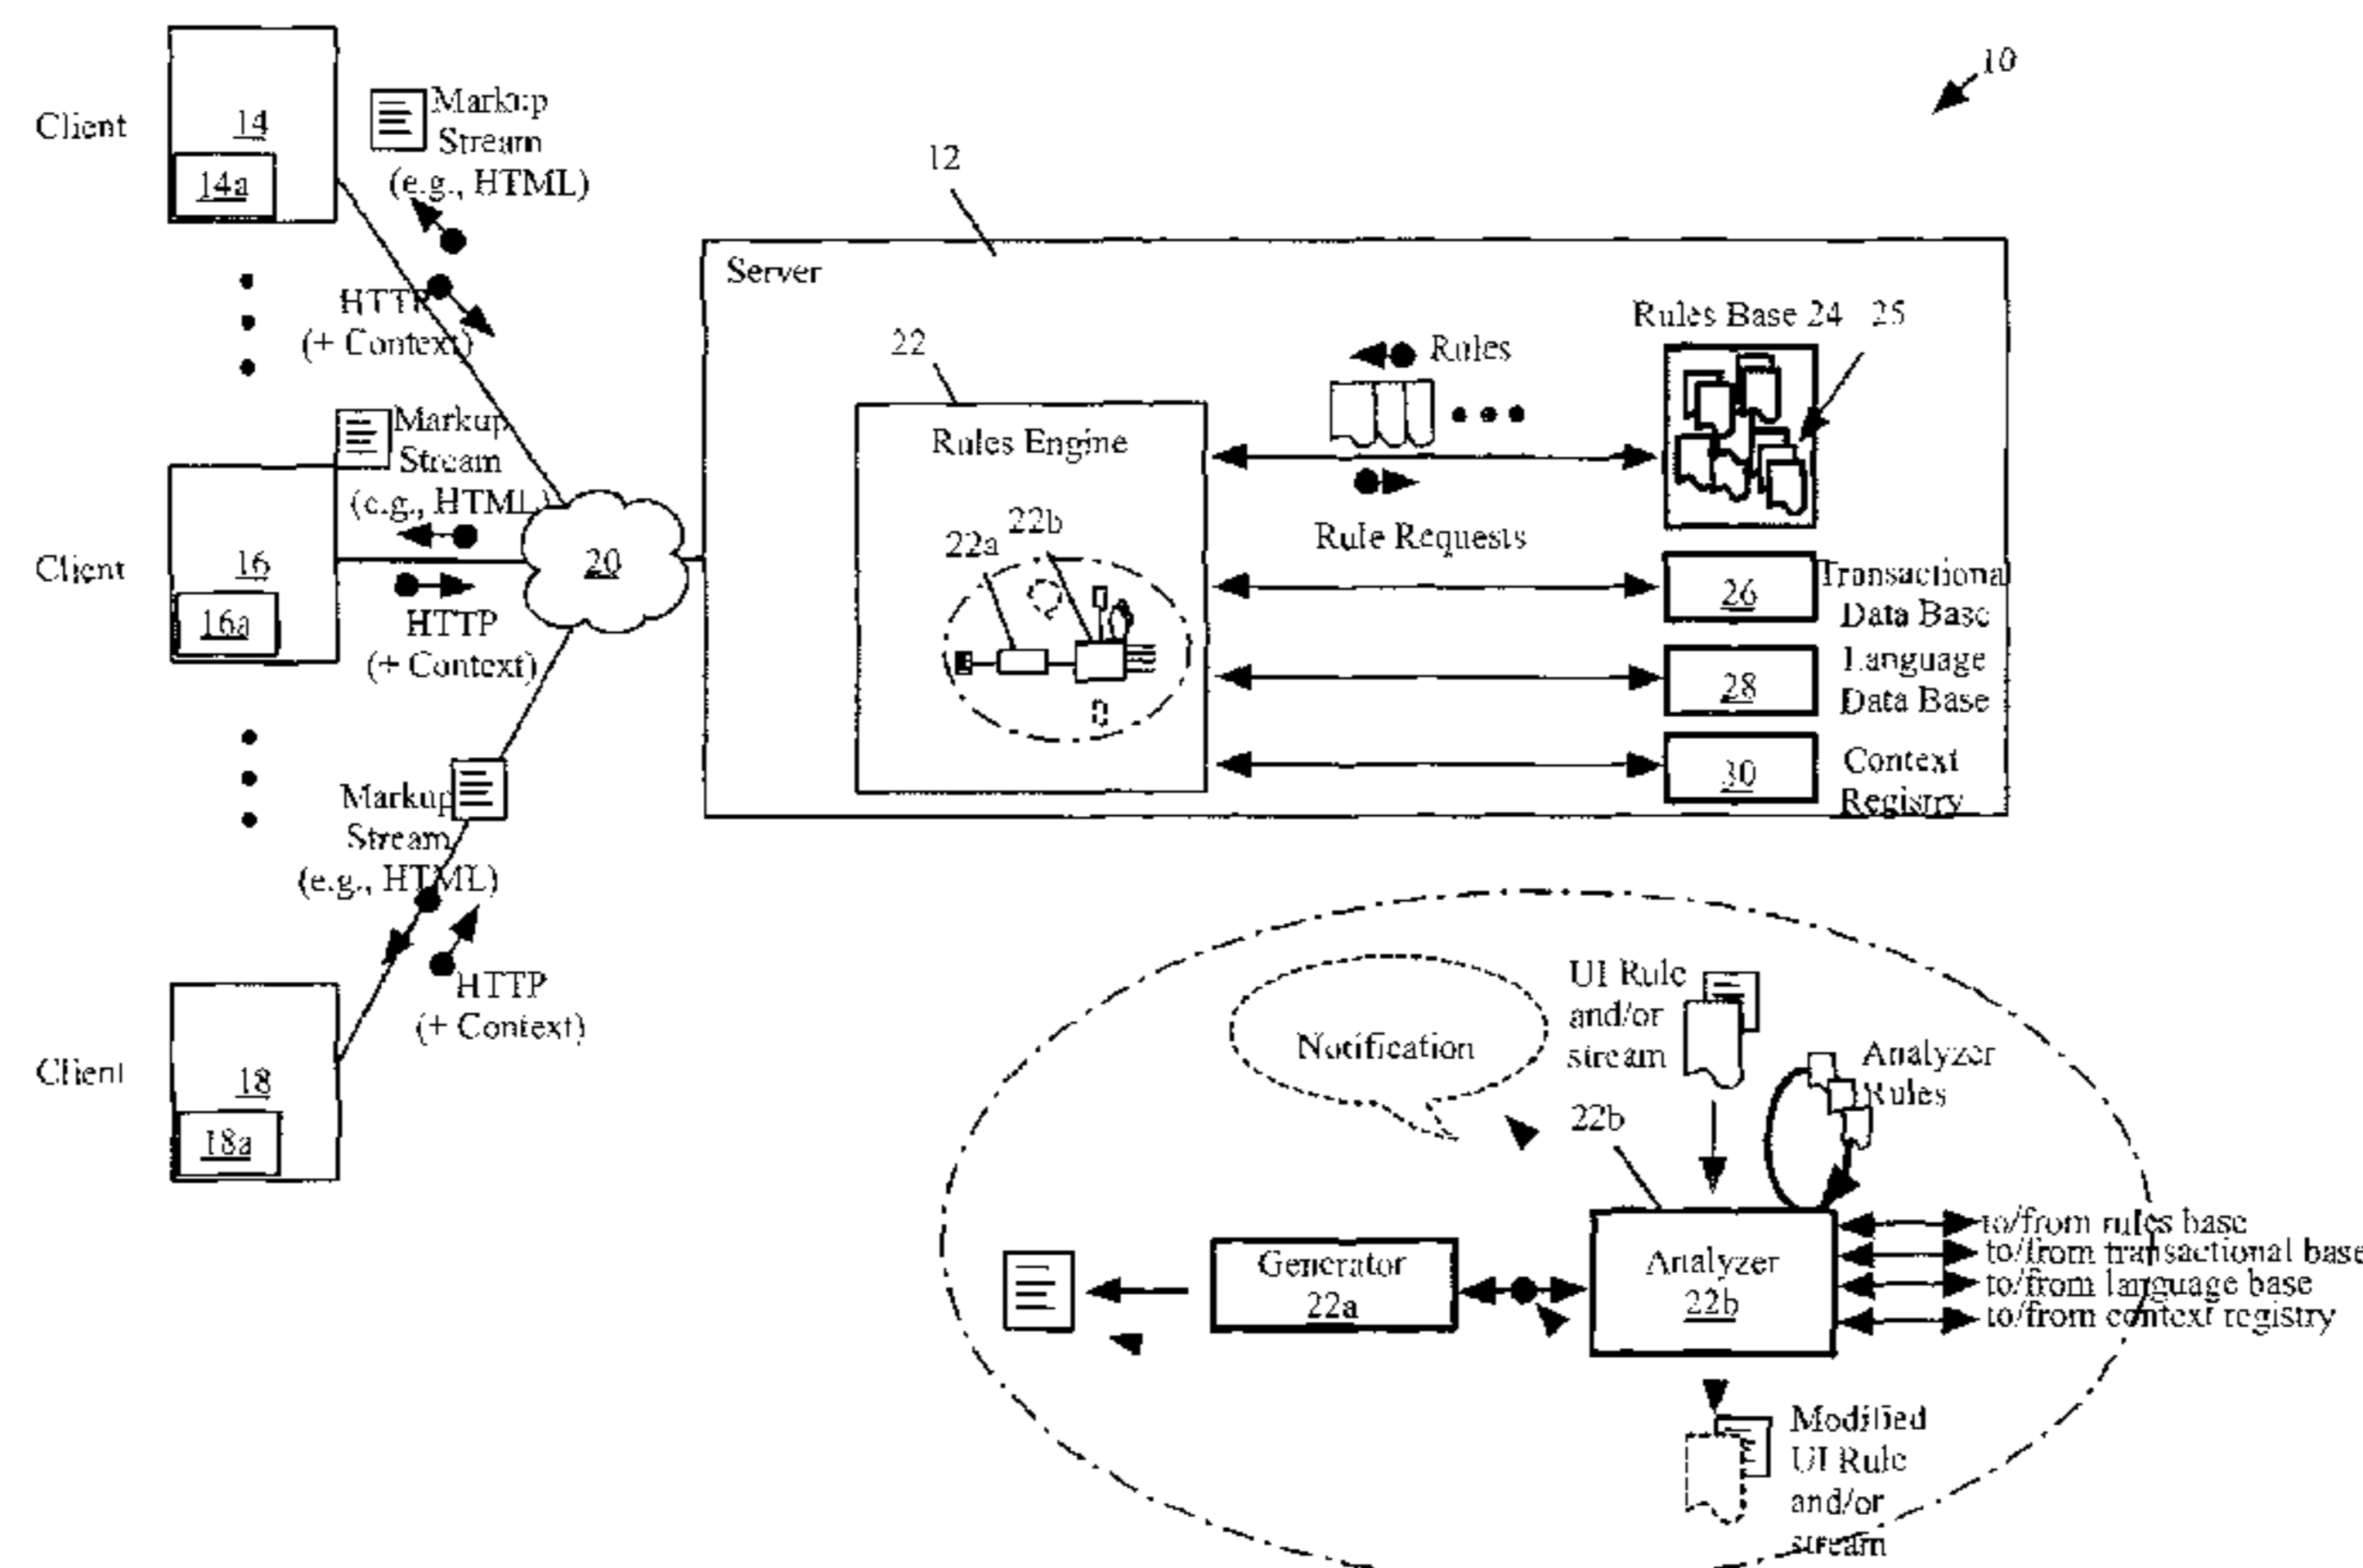 10
Client
14
14a
Markup
Stream
(e.g., HTML)
HTTP
(+ Context)
Client
16
16a
Markup
Stream
(e.g., HTML)
HTTP
(+ Context)
20
Client
18
18a
Markup
Stream
(e.g., HTML)
HTTP
(+ Context)
12
Server
22
Rules Engine
22a
22b
Rules
Rule Requests
Rules Base 24
25
26
Transactional
Data Base
28
Language
Data Base
30
Context
Registry
Notification
UI Rule
and/or
stream
Analyzer
Rules
22b
Generator
22a
Analyzer
22b
to/from rules base
to/from transactional base
to/from language base
to/from context registry
Modified
UI Rule
and/or
stream